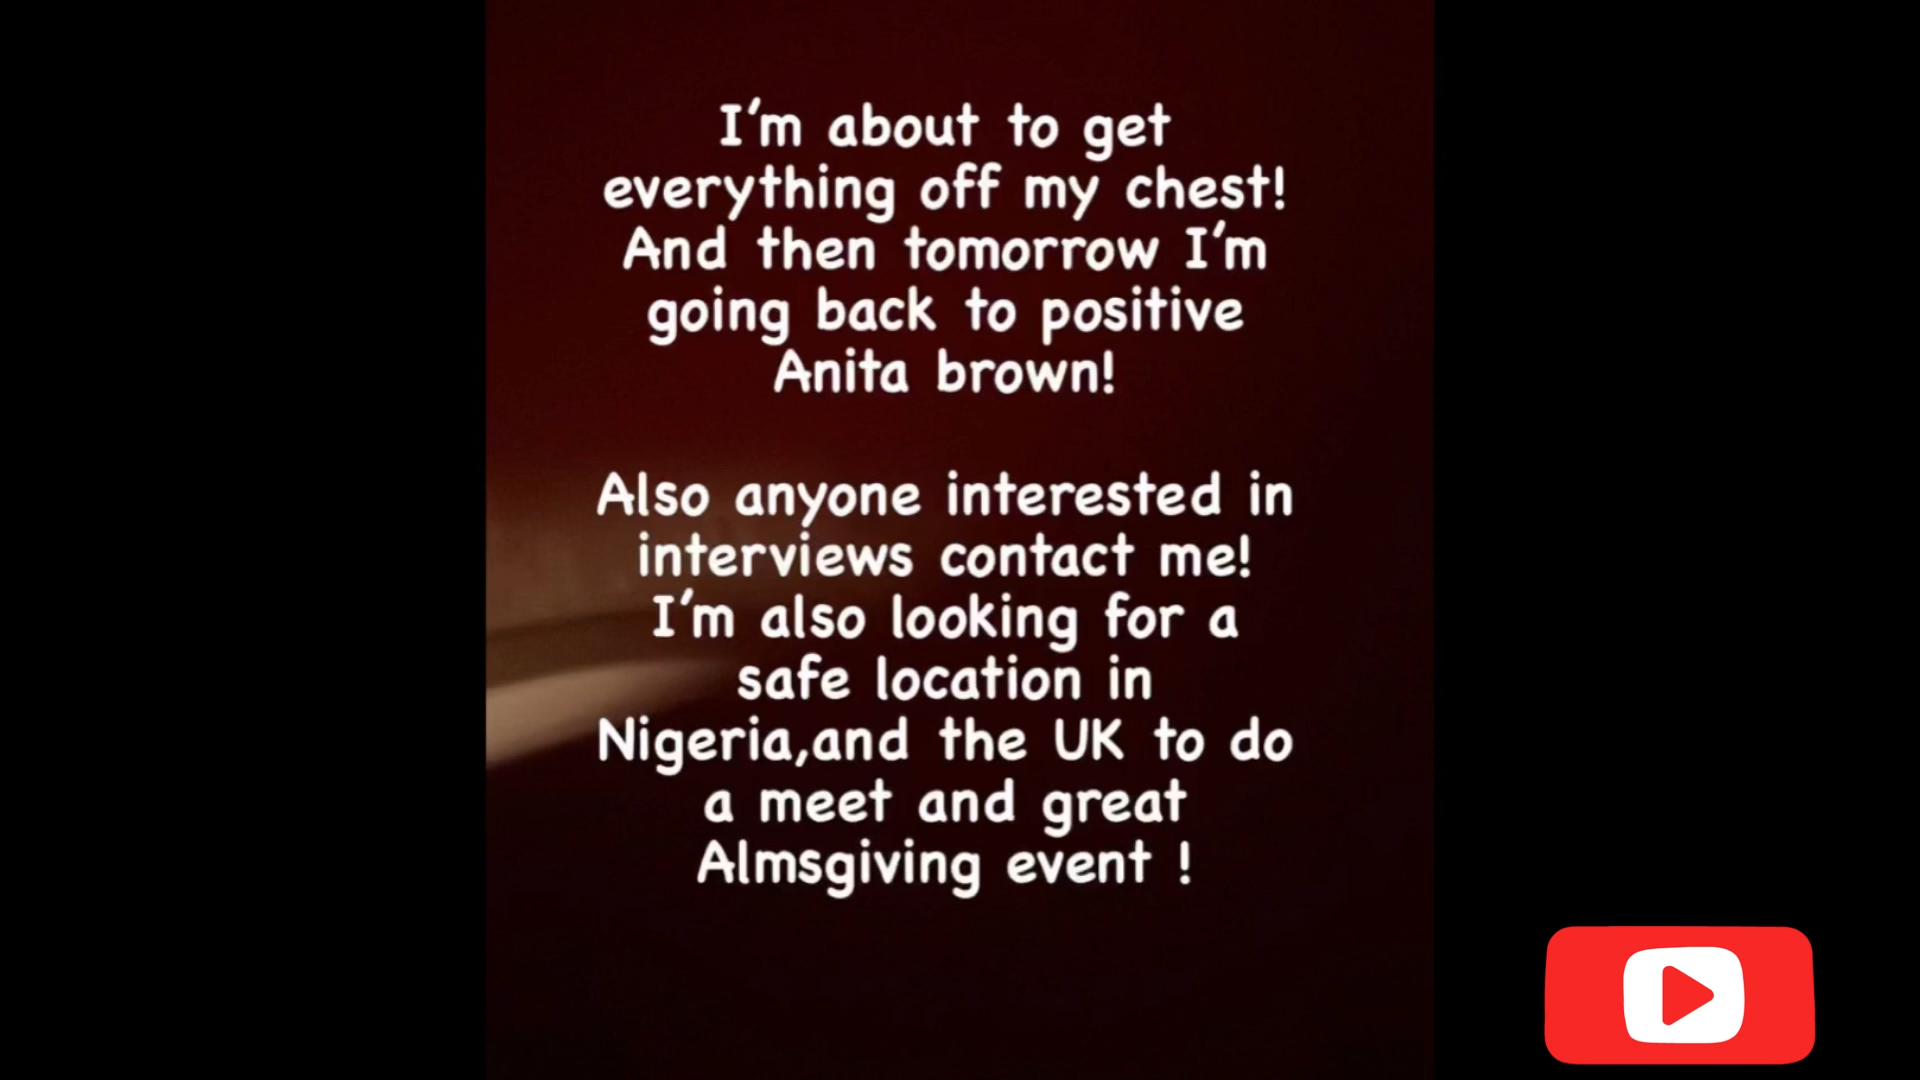 I'm about to get
everything off my chest!
And then tomorrow I'm
going back to positive
Anita brown!
Also anyone interested in
interviews contact me!
I'm also looking for a
safe location in
Nigeria,and the UK to do
a meet and great
Almsgiving event !